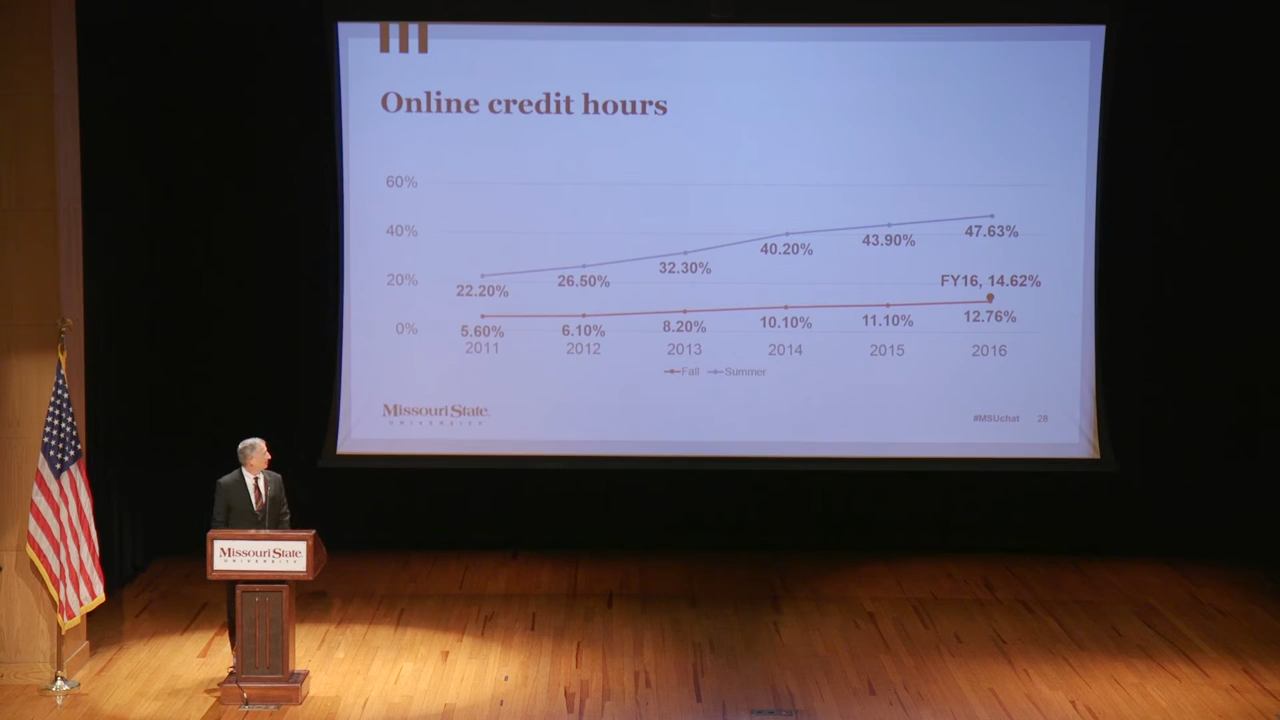 Online credit hours
60%
40%
20%
0%
47.63%
43.90%
40.20%
32.30%
26.50%
22.20%
FY16, 14.62%
5.60%
6.10%
8.20%
10.10%
11.10%
12.76%
2011
2012
2013
2014
2015
2016
Fall
Summer
Missouri State
UNIVERSITY
#MSUchat
28
Missouri State
UNIVERSITY